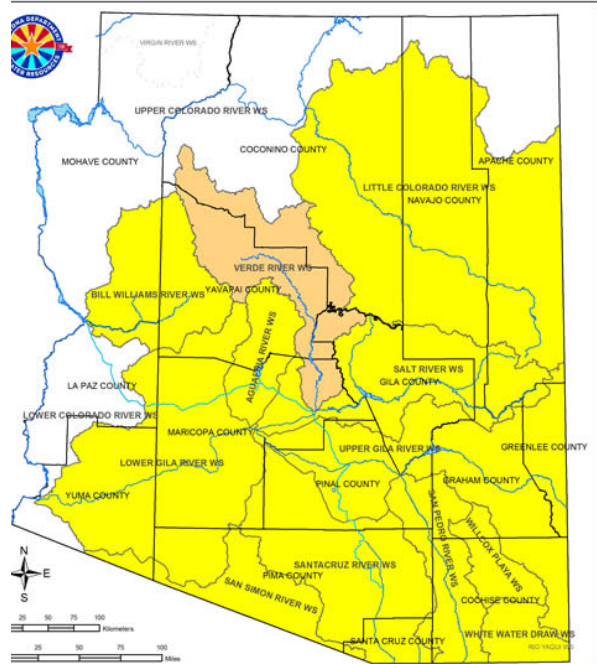 ONA DEPARTMENT
TER RESOURCES
VIRGIN RIVER WS
UPPER COLORADO RIVER WS
COCONINO COUNTY
MOHAVE COUNTY
APACHE COUNTY
LITTLE COLORADO RIVER WS
NAVAJO COUNTY
VERDE RIVER WS
YAVAPAI COUNTY
BILL WILLIAMS RIVER WS
AGUA FRIA RIVER WS
SALT RIVER WS
GILA COUNTY
LA PAZ COUNTY
LOWER COLORADO RIVER WS
MARICOPA COUNTY
UPPER GILA RIVER WS
GREENLEE COUNTY
LOWER GILA RIVER WS
PINAL COUNTY
GRAHAM COUNTY
YUMA COUNTY
SAN PEDRO RIVER WS
WILLCOX PLAYA WS
SANTACRUZ RIVER WS
PIMA COUNTY
SAN SIMON RIVER WS
COCHISE COUNTY
SANTA CRUZ COUNTY
WHITE WATER DRAW WS
RIO YAQUI WS
N
E
S
25 50 75 100
Kilometers
25 50 100
Miles